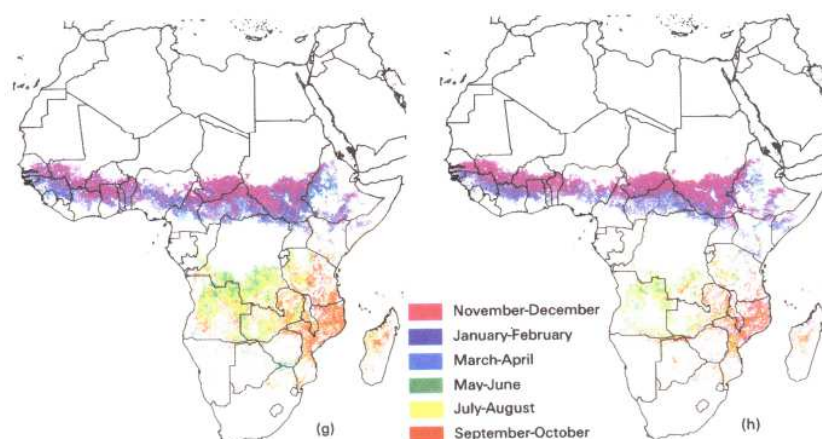 November-December
January-February
March-April
May-June
July-August
September-October
(g)
(h)